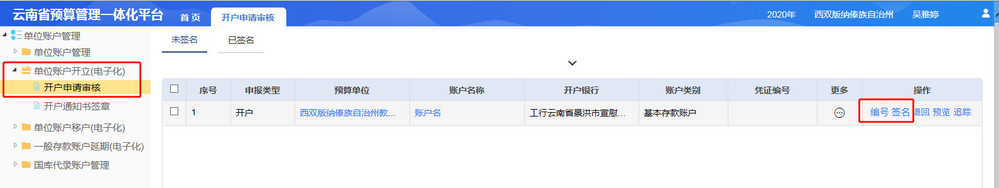 云南省预算管理一体化平台 首 页 开户申请审核 2020年 西双版纳傣族自治州 吴雅婷
单位账户管理
单位账户管理
单位账户开立(电子化)
开户申请审核
开户通知书签章
单位账户移户(电子化)
一般存款账户延期(电子化)
国库代录账户管理
未签名 已签名
序号 申报类型 预算单位 账户名称 开户银行 账户类别 凭证编号 更多 操作
1 开户 西双版纳傣族自治州教... 账户名 工行云南省景洪市宣慰... 基本存款账户 编号 签名 退回 预览 追踪